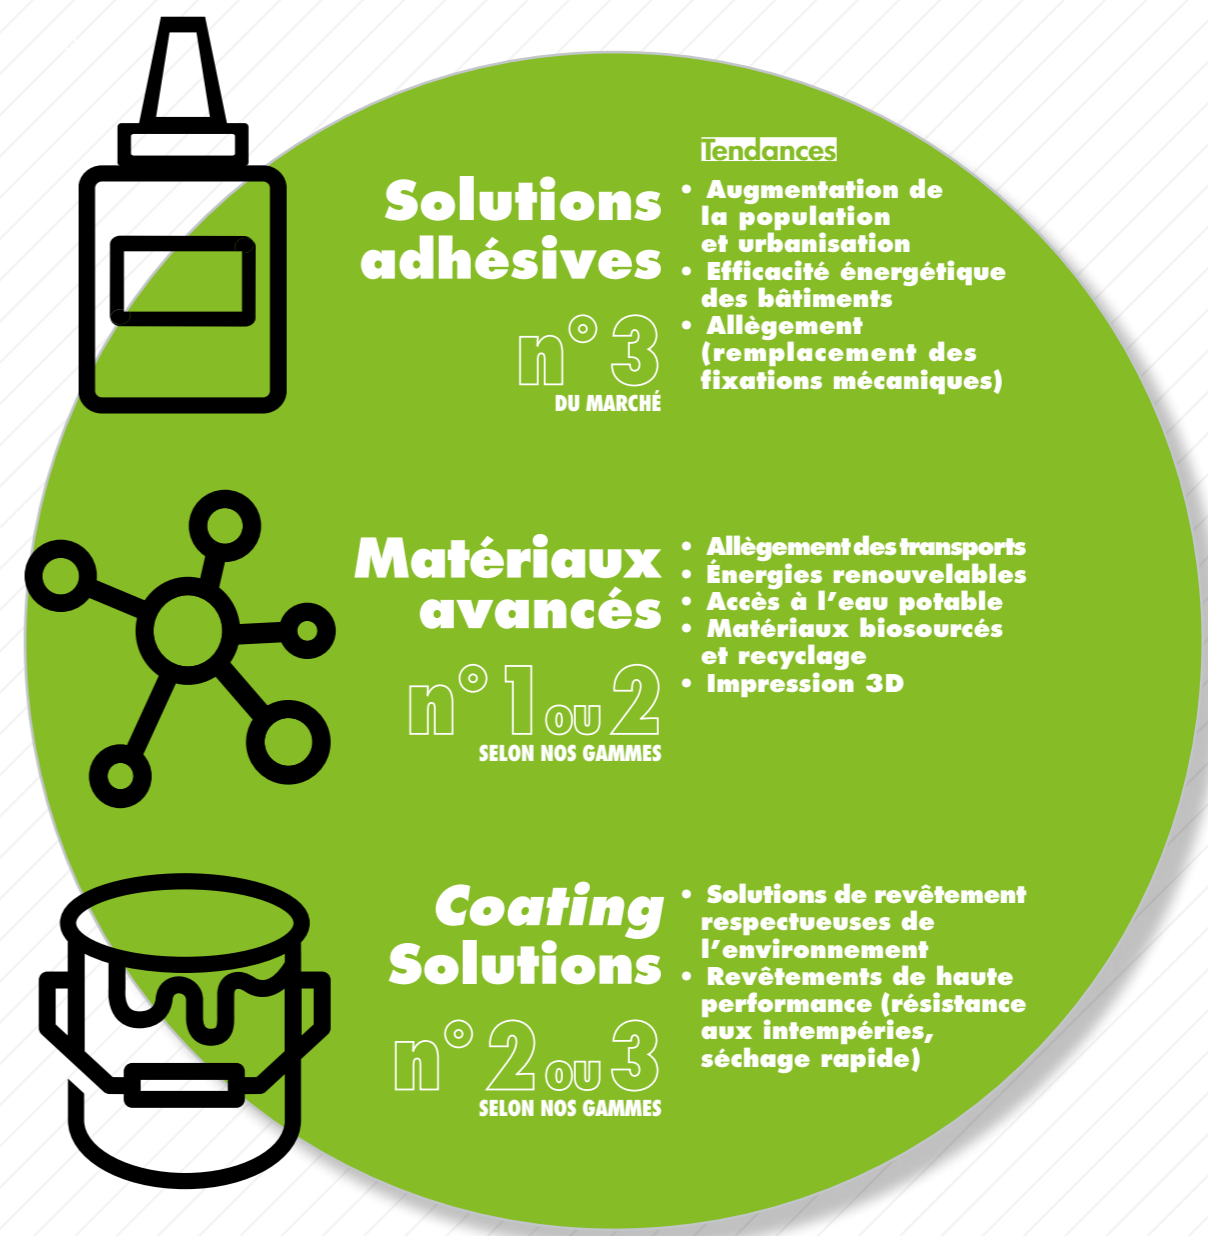 Solutions
adhésives
n° 3
DU MARCHÉ
Tendances
• Augmentation de
la population
et urbanisation
• Efficacité énergétique
des bâtiments
• Allègement
(remplacement des
fixations mécaniques)
Matériaux
avancés
n° 1 ou 2
SELON NOS GAMMES
• Allègement des transports
• Énergies renouvelables
• Accès à l’eau potable
• Matériaux biosourcés
et recyclage
• Impression 3D
Coating
Solutions
n° 2 ou 3
SELON NOS GAMMES
• Solutions de revêtement
respectueuses de
l’environnement
• Revêtements de haute
performance (résistance
aux intempéries,
séchage rapide)